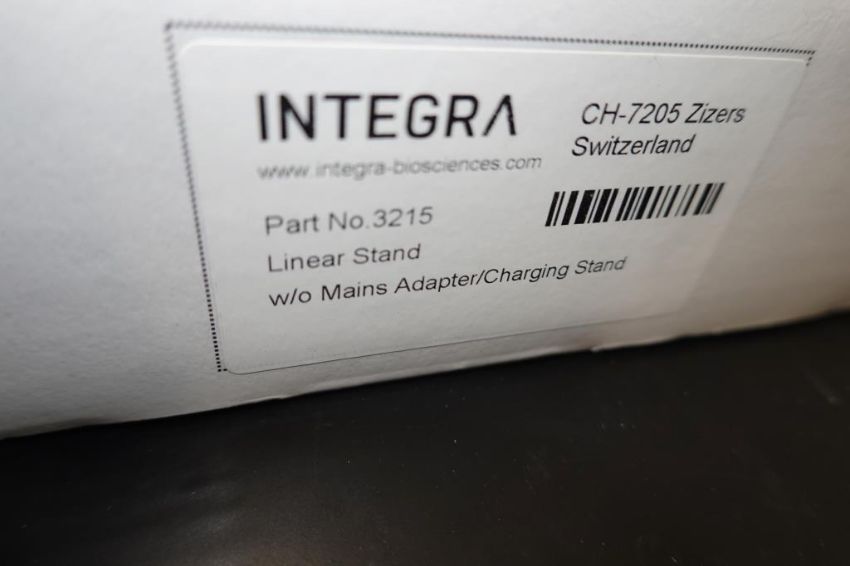 INTEGRA
CH-7205 Zizers
Switzerland
www.integra-biosciences.com
Part No.3215
Linear Stand
w/o Mains Adapter/Charging Stand